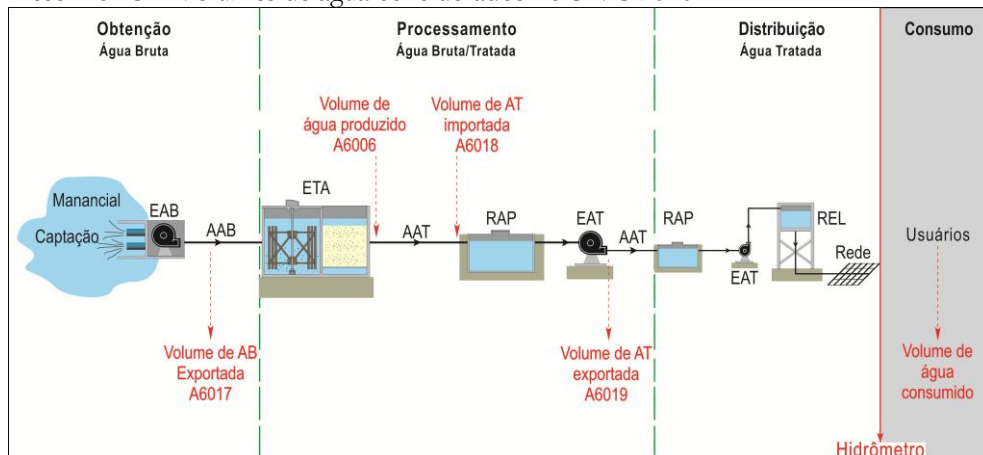 Obtenção
Água Bruta
Processamento
Água Bruta/Tratada
Distribuição
Água Tratada
Consumo
Volume de
água produzido
A6006
Volume de AT
importada
A6018
ETA
Manancial
EAB
Captação
AAB
AAT
RAP
EAT
AAT
RAP
EAT
REL
Rede
Usuários
Volume de AB
Exportada
A6017
Volume de AT
exportada
A6019
Volume de
água
consumido
Hidrômetro